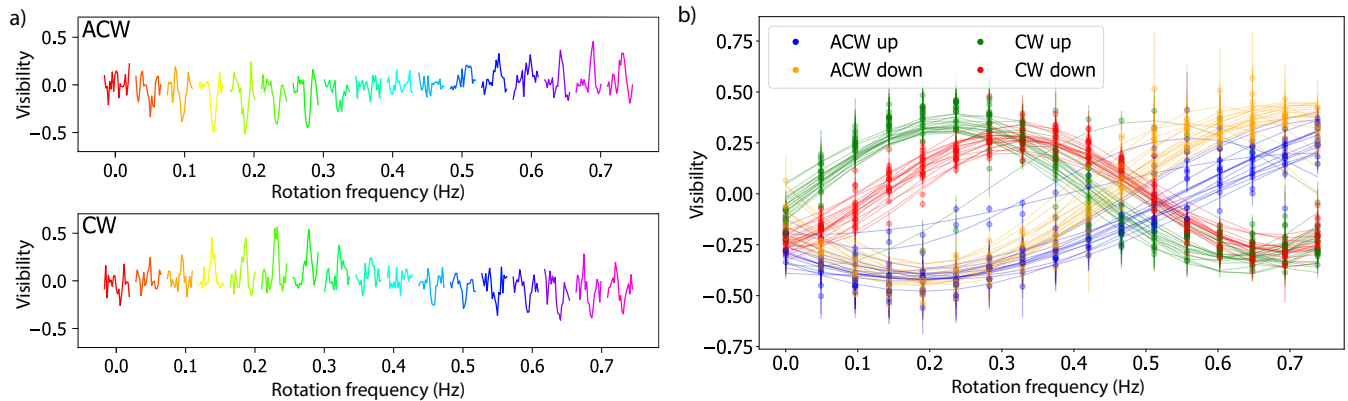 a)
ACW
Visibility
0.5
0.0
−0.5
0.0 0.1 0.2 0.3 0.4 0.5 0.6 0.7
Rotation frequency (Hz)
CW
Visibility
0.5
0.0
−0.5
0.0 0.1 0.2 0.3 0.4 0.5 0.6 0.7
Rotation frequency (Hz)
b)
ACW up CW up
ACW down CW down
Visibility
0.75
0.50
0.25
0.00
−0.25
−0.50
−0.75
0.0 0.1 0.2 0.3 0.4 0.5 0.6 0.7
Rotation frequency (Hz)